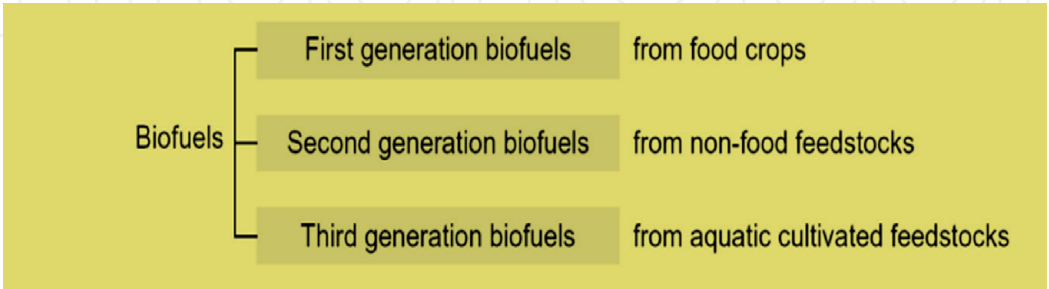 First generation biofuels from food crops
Biofuels
Second generation biofuels from non-food feedstocks
Third generation biofuels from aquatic cultivated feedstocks